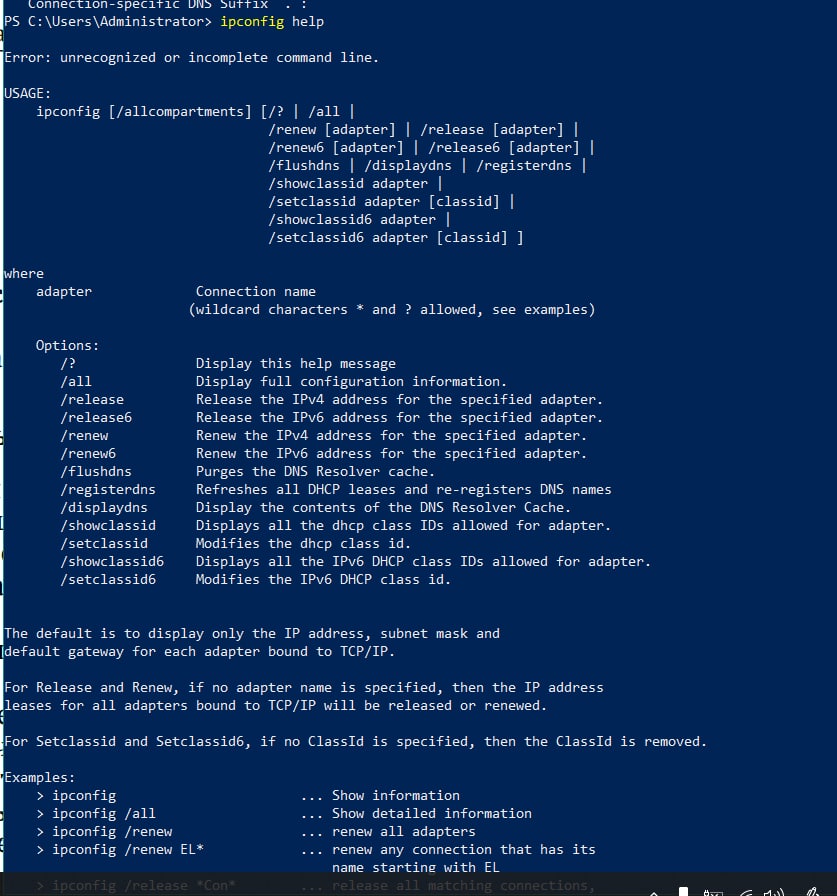 Connection-specific DNS Suffix  . :
PS C:\Users\Administrator> ipconfig help
Error: unrecognized or incomplete command line.
USAGE:
    ipconfig [/allcompartments] [/? | /all |
                                 /renew [adapter] | /release [adapter] |
                                 /renew6 [adapter] | /release6 [adapter] |
                                 /flushdns | /displaydns | /registerdns |
                                 /showclassid adapter |
                                 /setclassid adapter [classid] |
                                 /showclassid6 adapter |
                                 /setclassid6 adapter [classid] ]
where
    adapter             Connection name
                       (wildcard characters * and ? allowed, see examples)
    Options:
       /?               Display this help message
       /all             Display full configuration information.
       /release         Release the IPv4 address for the specified adapter.
       /release6        Release the IPv6 address for the specified adapter.
       /renew           Renew the IPv4 address for the specified adapter.
       /renew6          Renew the IPv6 address for the specified adapter.
       /flushdns        Purges the DNS Resolver cache.
       /registerdns     Refreshes all DHCP leases and re-registers DNS names
       /displaydns      Display the contents of the DNS Resolver Cache.
       /showclassid     Displays all the dhcp class IDs allowed for adapter.
       /setclassid      Modifies the dhcp class id.
       /showclassid6    Displays all the IPv6 DHCP class IDs allowed for adapter.
       /setclassid6     Modifies the IPv6 DHCP class id.
The default is to display only the IP address, subnet mask and
default gateway for each adapter bound to TCP/IP.
For Release and Renew, if no adapter name is specified, then the IP address
leases for all adapters bound to TCP/IP will be released or renewed.
For Setclassid and Setclassid6, if no ClassId is specified, then the ClassId is removed.
Examples:
    > ipconfig                       ... Show information
    > ipconfig /all                  ... Show detailed information
    > ipconfig /renew                ... renew all adapters
    > ipconfig /renew EL*            ... renew any connection that has its
                                         name starting with EL
    > ipconfig /release *Con*        ... release all matching connections,